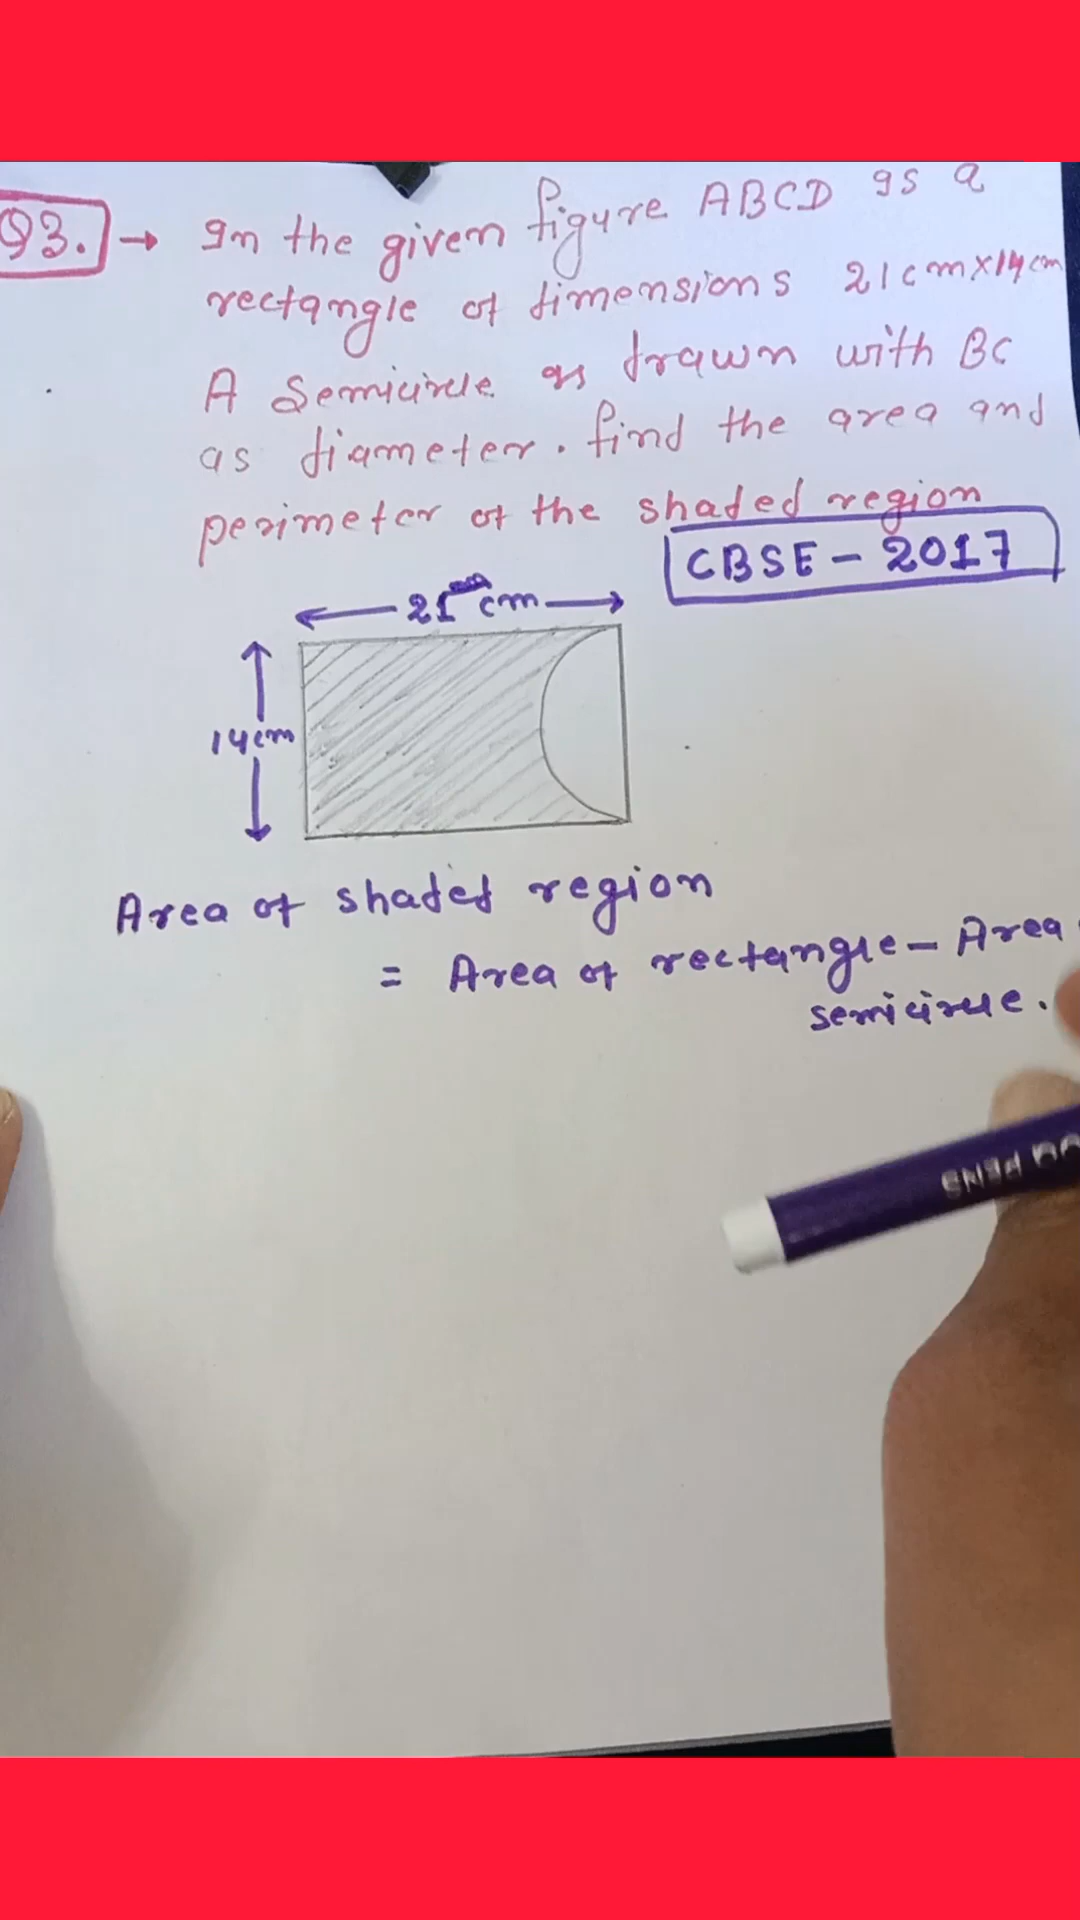 Q3. → In the given figure ABCD is a
rectangle of dimensions 21cm×14cm
A Semicircle is drawn with BC
as diameter. find the area and
perimeter of the shaded region
CBSE - 2017
21 cm
14cm
Area of shaded region
= Area of rectangle - Area
semicircle.
PENS